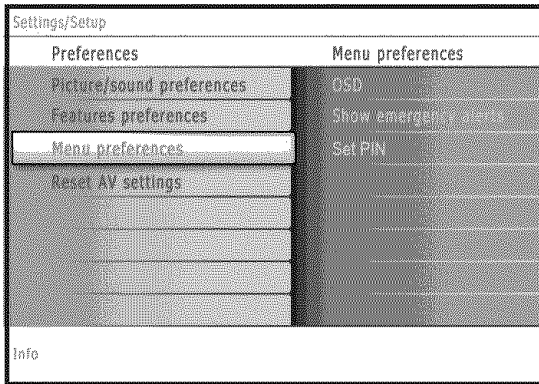 Settings/Setup
Preferences
Menu preferences
Picture/sound preferences
OSD
Features preferences
Show emergency alerts
Menu preferences
Set PIN
Reset AV settings
Info